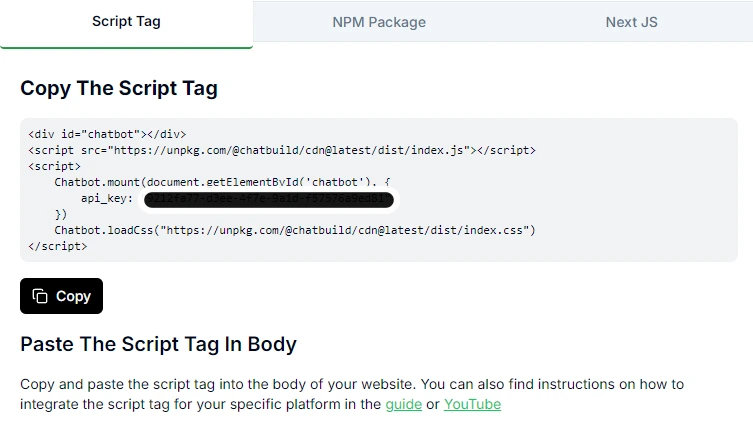 Script Tag
NPM Package
Next JS
Copy The Script Tag
<div id="chatbot"></div>
<script src="https://unpkg.com/@chatbuild/cdn@latest/dist/index.js"></script>
<script>
    Chatbot.mount(document.getElementById('chatbot'), {
        api_key:
    })
    Chatbot.loadCss("https://unpkg.com/@chatbuild/cdn@latest/dist/index.css")
</script>
Copy
Paste The Script Tag In Body
Copy and paste the script tag into the body of your website. You can also find instructions on how to
integrate the script tag for your specific platform in the guide or YouTube